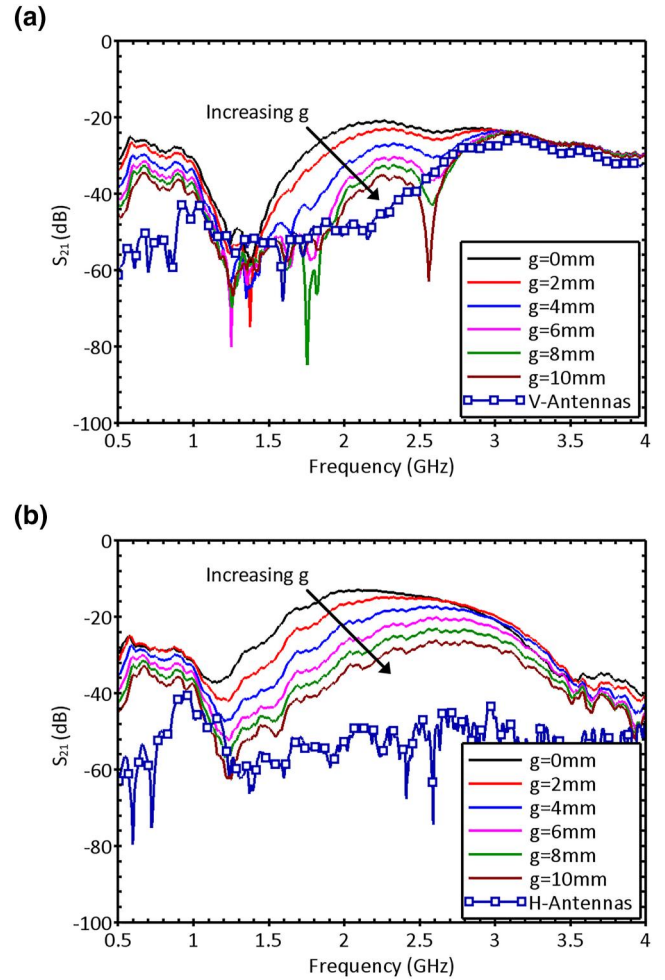 (a)
0
-20
-40
-60
-80
-100
S21 (dB)
Increasing g
g=0mm
g=2mm
g=4mm
g=6mm
g=8mm
g=10mm
V-Antennas
0.5 1 1.5 2 2.5 3 3.5 4
Frequency (GHz)
(b)
0
-20
-40
-60
-80
-100
S21 (dB)
Increasing g
g=0mm
g=2mm
g=4mm
g=6mm
g=8mm
g=10mm
H-Antennas
0.5 1 1.5 2 2.5 3 3.5 4
Frequency (GHz)